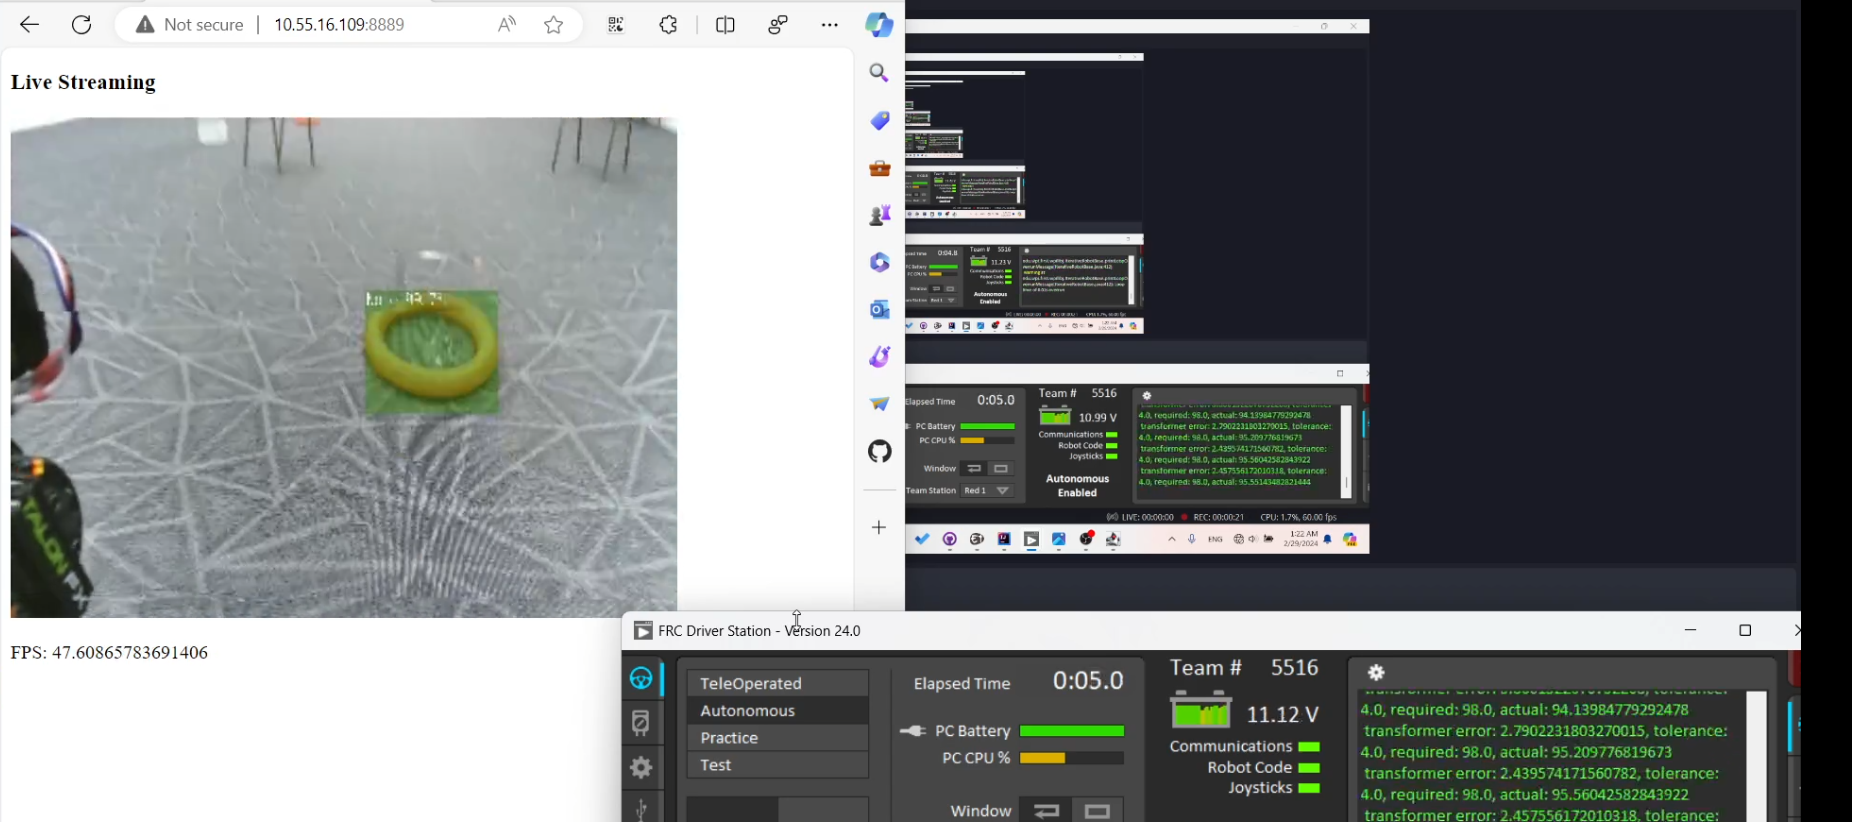 Not secure
10.55.16.109:8889
Live Streaming
TALON
FPS: 47.60865783691406
Team # 5516
11.23 V
Autonomous
Enabled
Elapsed Time 0:05.0
PC Battery
PC CPU %
Window
Team Station Red 1
Team # 5516
10.99 V
Communications
Robot Code
Joysticks
Autonomous
Enabled
4.0, required: 98.0, actual: 94.13984779292478
transformer error: 2.7902231803270015, tolerance:
4.0, required: 98.0, actual: 95.209776819673
transformer error: 2.439574171560782, tolerance:
4.0, required: 98.0, actual: 95.56042582843922
transformer error: 2.457556172010318, tolerance:
4.0, required: 98.0, actual: 95.55143482821444
LIVE: 00:00:00 REC: 00:00:21 CPU: 1.7%, 60.00 fps
ENG
1:22 AM
2/29/2024
FRC Driver Station - Version 24.0
TeleOperated
Autonomous
Practice
Test
Elapsed Time 0:05.0
PC Battery
PC CPU %
Window
Team # 5516
11.12 V
Communications
Robot Code
Joysticks
4.0, required: 98.0, actual: 94.13984779292478
transformer error: 2.7902231803270015, tolerance:
4.0, required: 98.0, actual: 95.209776819673
transformer error: 2.439574171560782, tolerance:
4.0, required: 98.0, actual: 95.56042582843922
transformer error: 2.457556172010318, tolerance: